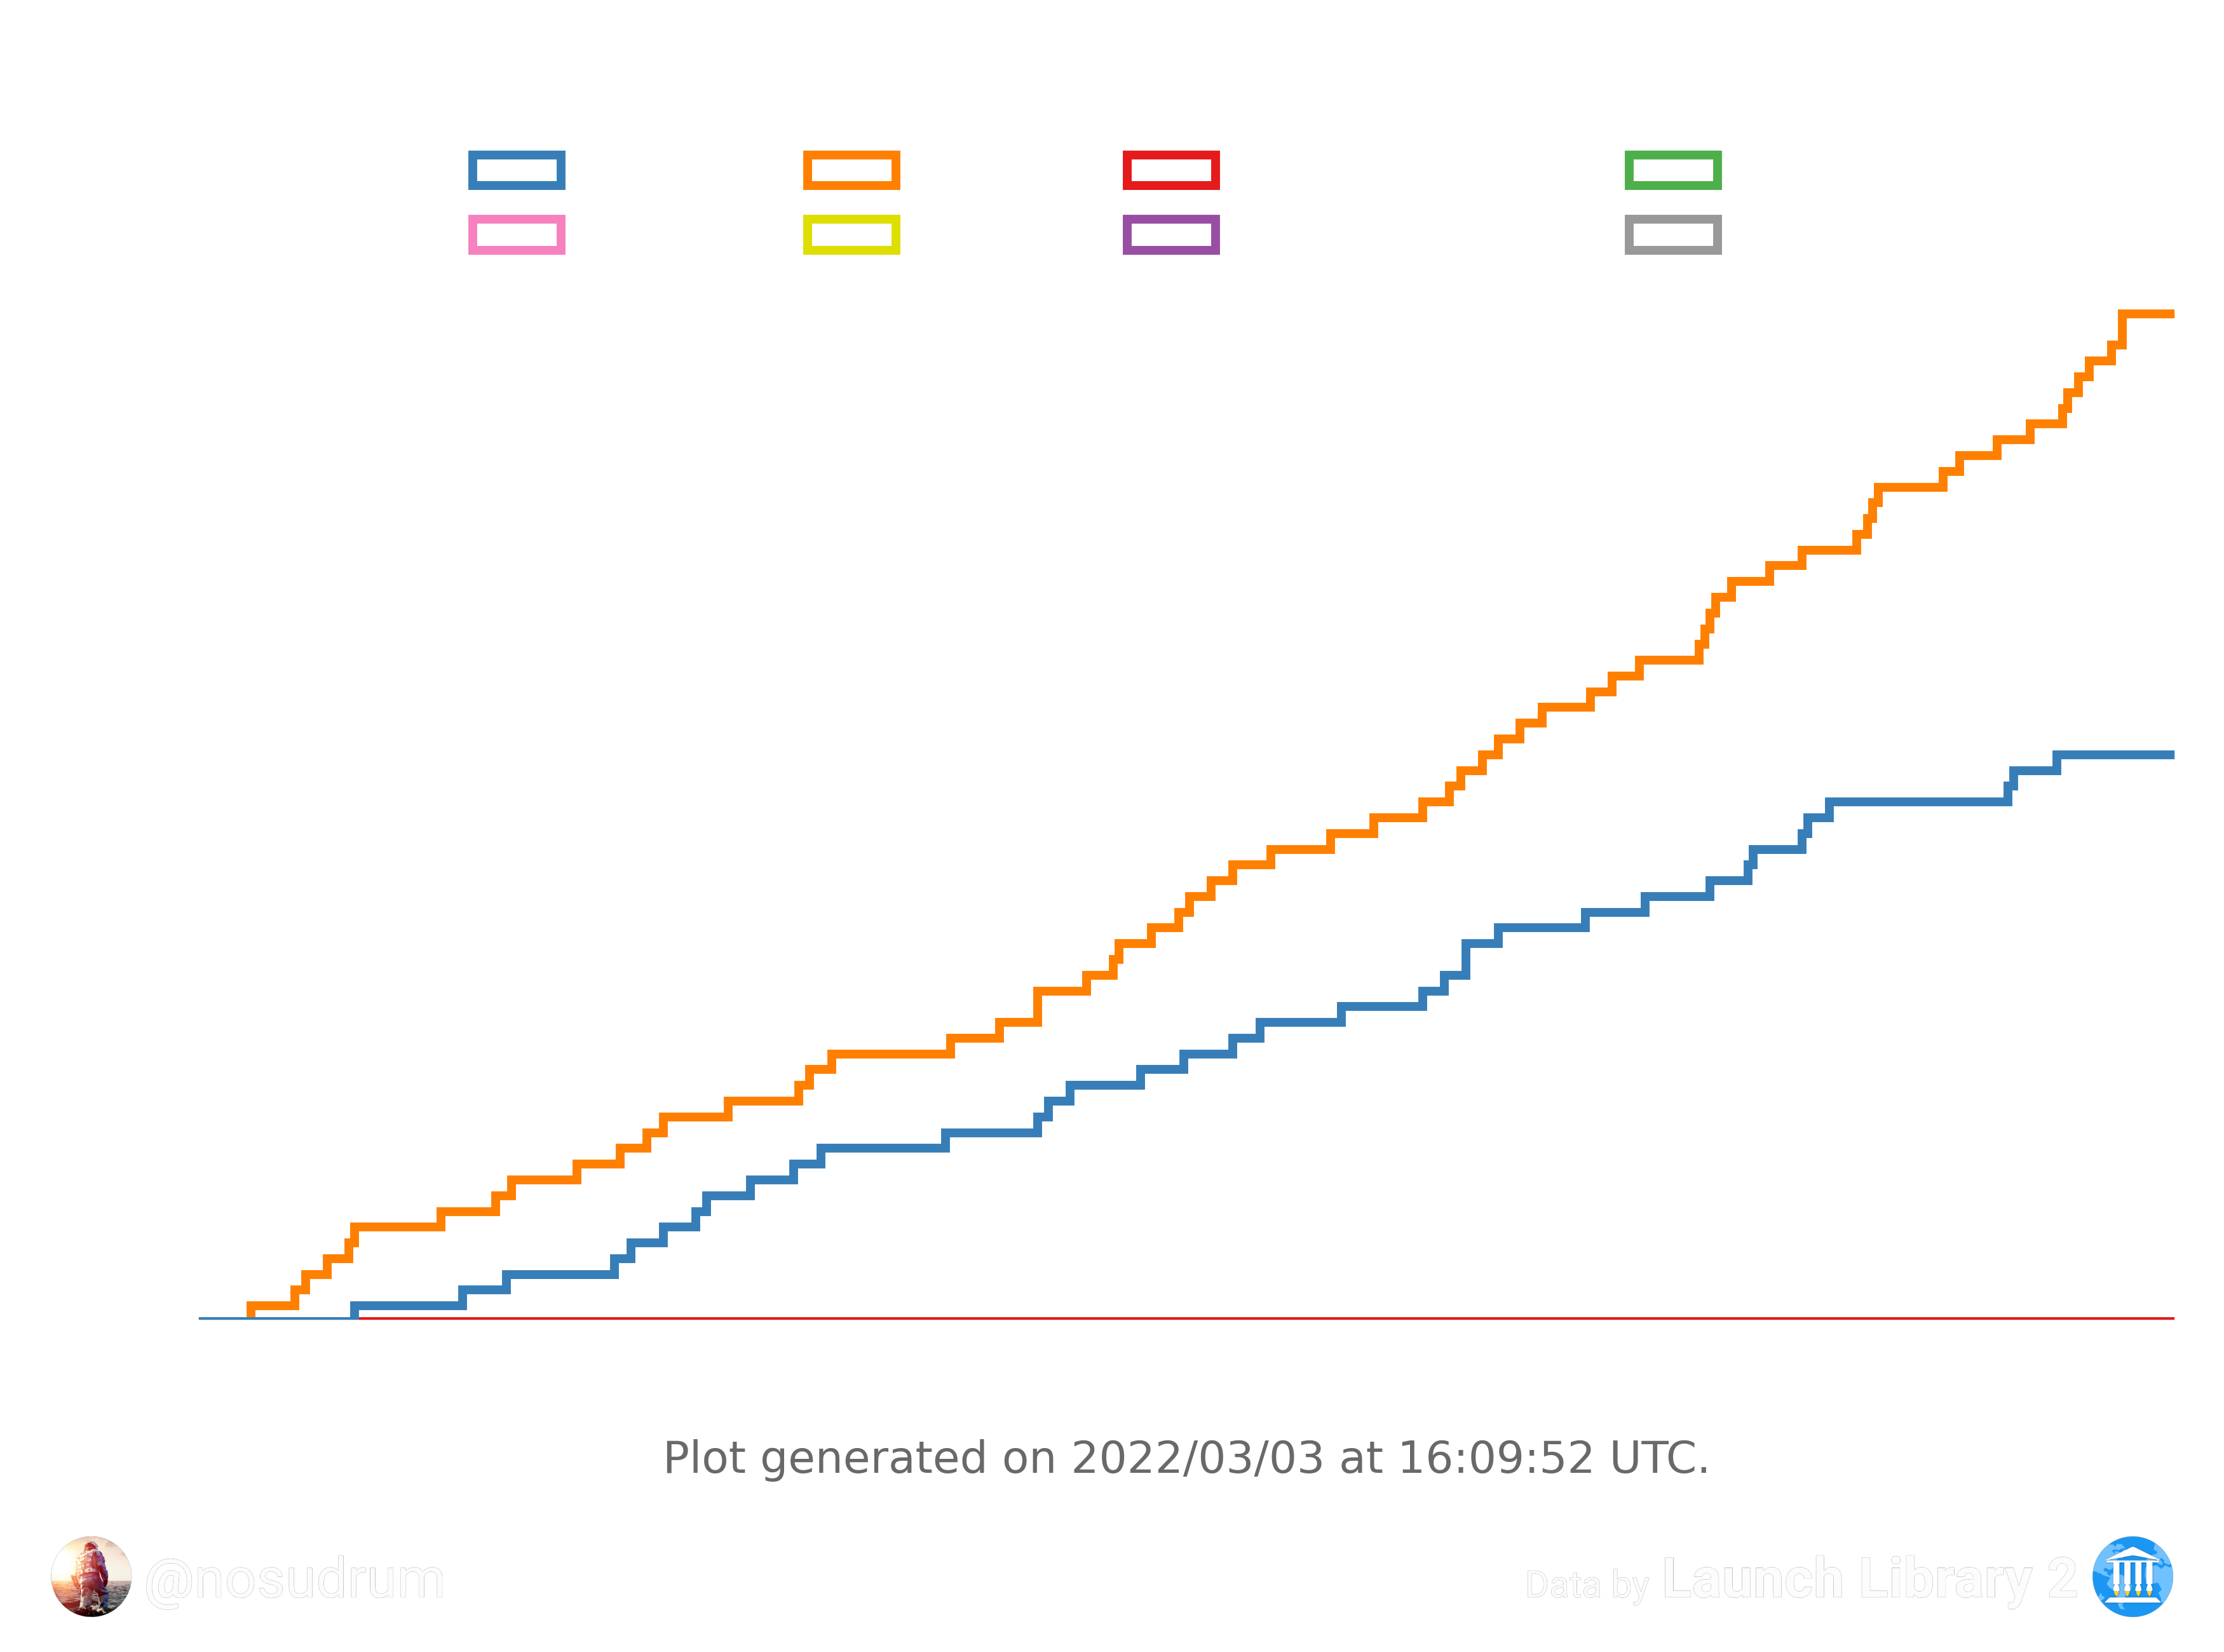 Plot generated on 2022/03/03 at 16:09:52 UTC.
@nosudrum
Data by Launch Library 2